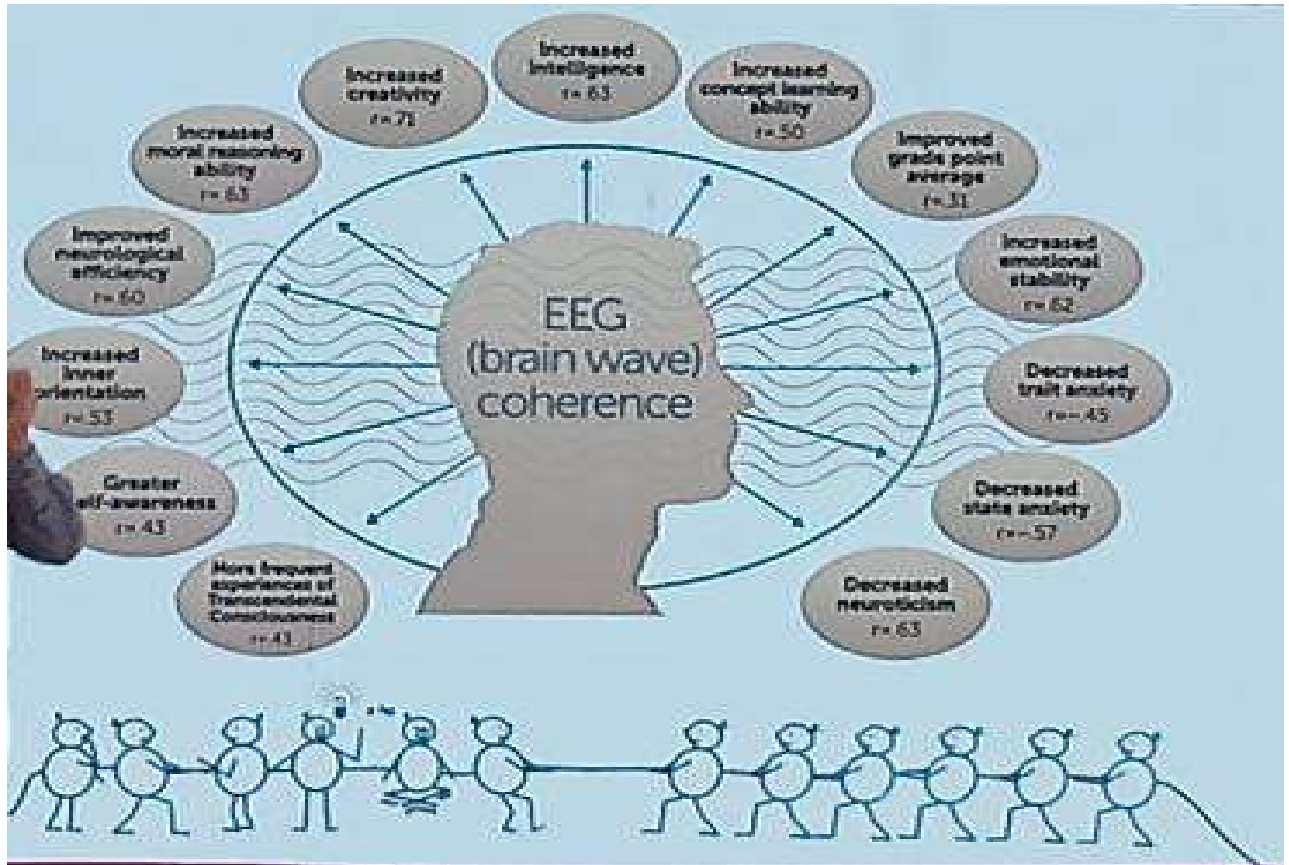 Increased
intelligence
r=.63
Increased
creativity
r=.71
Increased
concept learning
ability
r=.50
Increased
moral reasoning
ability
r=.63
Improved
grade point
average
r=.31
Improved
neurological
efficiency
r=.60
Increased
emotional
stability
r=.62
Increased
inner
orientation
r=.53
EEG
(brain wave)
coherence
Decreased
trait anxiety
r=-.45
Greater
elf-awareness
r=.43
Decreased
state anxiety
r=-.57
More frequent
experiences of
Transcendental
Consciousness
Decreased
neuroticism
r=.63